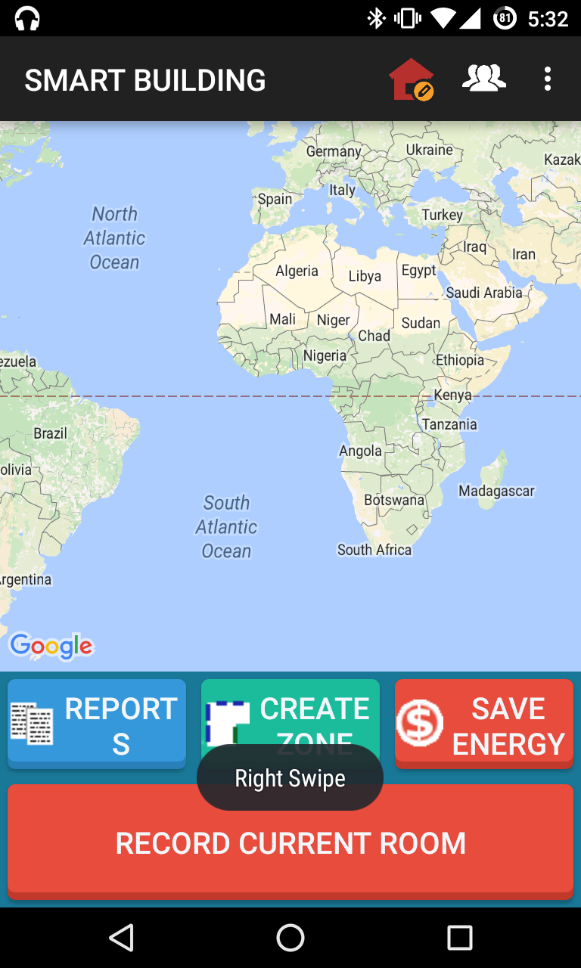 81 5:32
SMART BUILDING
Germany
Ukraine
Kazak
Italy
Spain
Turkey
North
Atlantic
Ocean
Iraq
Iran
Algeria
Libya
Egypt
Saudi Arabia
Mali
Niger
Chad
Sudan
Nigeria
Ethiopia
ezuela
Kenya
Brazil
Tanzania
Angola
olivia
Botswana
Madagascar
South
Atlantic
Ocean
South Africa
rgentina
Google
REPORT
S
CREATE
ZONE
SAVE
ENERGY
Right Swipe
RECORD CURRENT ROOM